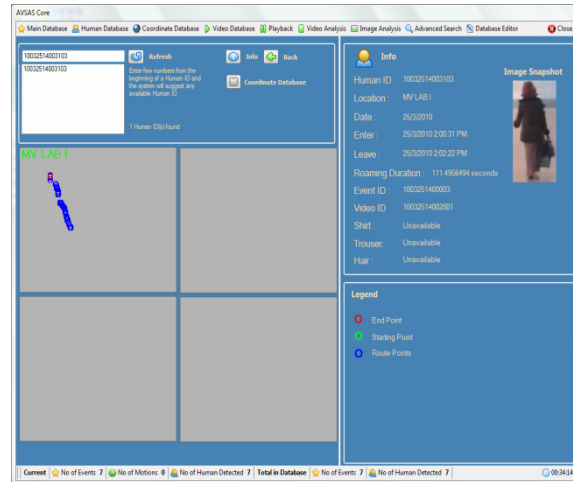 AVSAS Core
Main Database Human Database Coordinate Database Video Database Playback Video Analysis Image Analysis Advanced Search Database Editor Close
10032514003103
10032514003103
Refresh
Enter few numbers from the
beginning of a Human ID and
the system will suggest any
available Human ID
1 Human ID(s) found
Info Back
Coordinate Database
MV LAB I
Info
Image Snapshot
Human ID : 10032514003103
Location : MV LAB I
Date : 25/3/2010
Enter : 25/3/2010 2:00:31 PM
Leave : 25/3/2010 2:02:22 PM
Roaming Duration : 111.4956494 seconds
Event ID : 1003251400003
Video ID 10032514002801
Shirt : Unavailable
Trouser: Unavailable
Hair : Unavailable
Legend
End Point
Starting Point
Route Points
Current No of Events 7 No of Motions 0 No of Human Detected 7 Total in Database No of Events 7 No of Human Detected 7 00:34:14